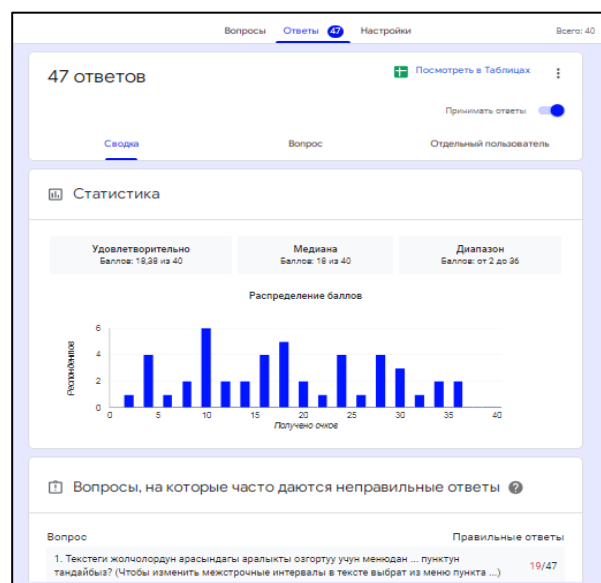 Вопросы Ответы 47 Настройки Всего: 40
47 ответов Посмотреть в Таблицах
Принимать ответы
Сводка Вопрос Отдельный пользователь
Статистика
Удовлетворительно Медиана Диапазон
Баллов: 18,38 из 40 Баллов: 18 из 40 Баллов: от 2 до 36
Распределение баллов
Респондентов
6
4
2
0
0 5 10 15 20 25 30 35 40
Получено очков
Вопросы, на которые часто даются неправильные ответы
Вопрос Правильные ответы
1. Текстеги жолчолордун арасындагы аралыкты озгортуу учун менюдан ... пунктун
тандайбыз? (Чтобы изменить межстрочные интервалы в тексте выбрат из меню пункта ...) 19/47